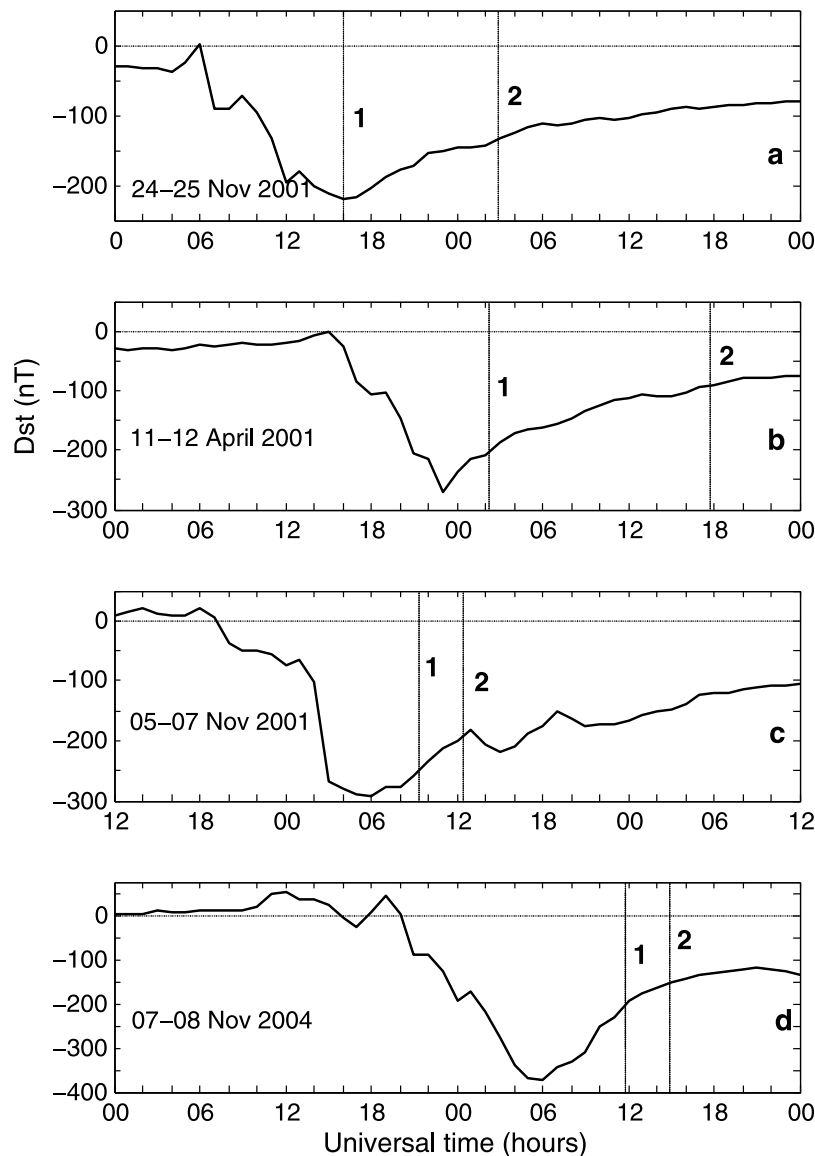 0
−100
−200
1
2
a
24–25 Nov 2001
0 06 12 18 00 06 12 18 00
0
−100
−200
−300
1
2
b
11–12 April 2001
00 06 12 18 00 06 12 18 00
Dst (nT)
0
−100
−200
−300
1
2
c
05–07 Nov 2001
12 18 00 06 12 18 00 06 12
0
−100
−200
−300
−400
1
2
d
07–08 Nov 2004
00 06 12 18 00 06 12 18 00
Universal time (hours)